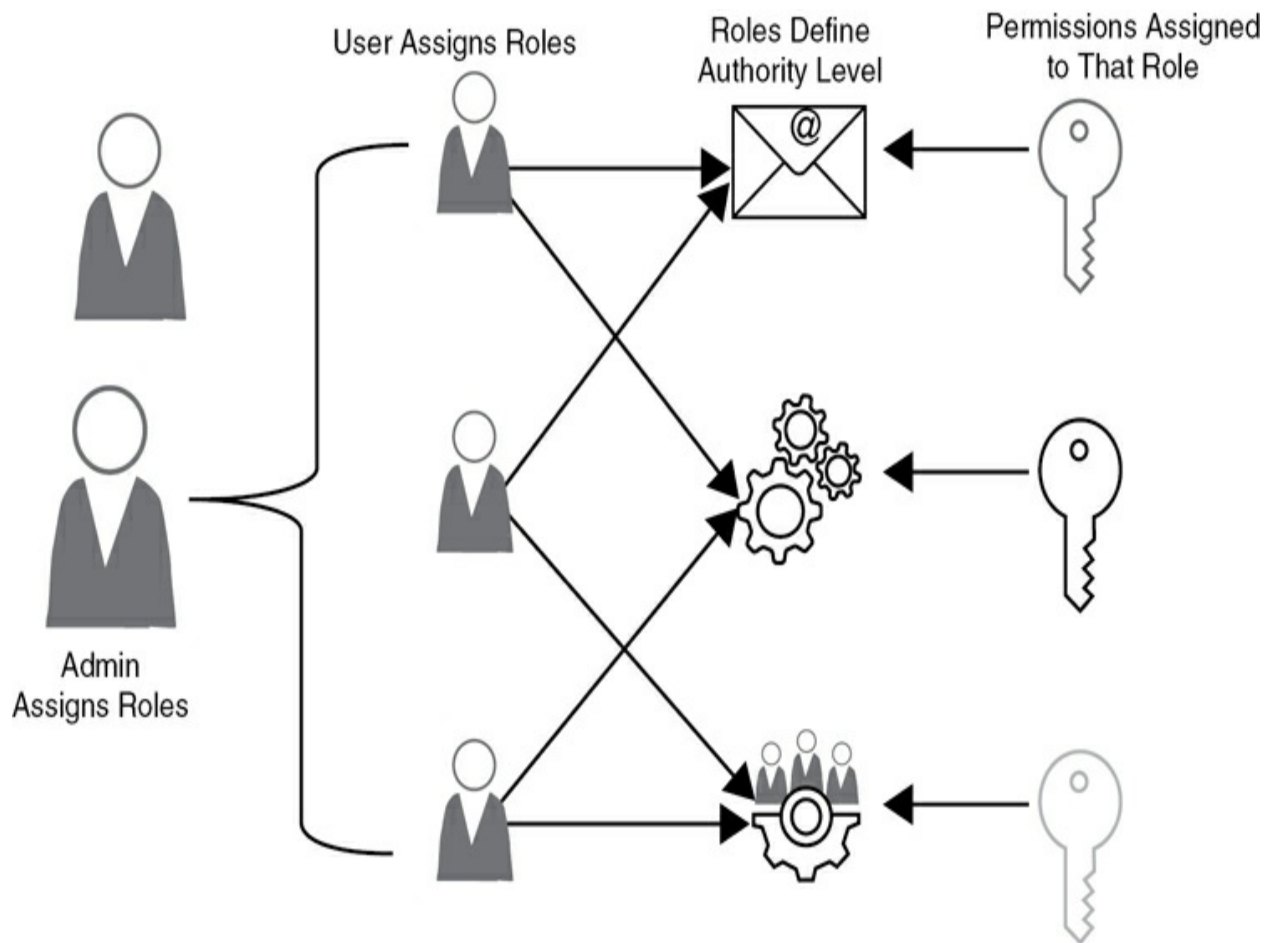 User Assigns Roles
Roles Define
Authority Level
Permissions Assigned
to That Role
@
Admin
Assigns Roles